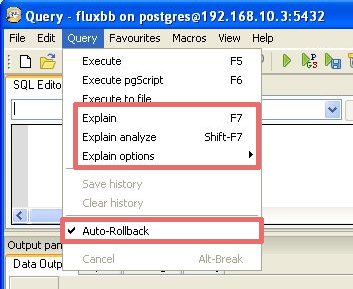 Query - fluxbb on postgres@192.168.10.3:5432
File Edit Query Favourites Macros View Help
Execute F5
Execute pgScript F6
Execute to file
SQL Edito
Explain F7
Explain analyze Shift-F7
Explain options
Save history
Clear history
Auto-Rollback
Output pan
Cancel Alt-Break
Data Outp